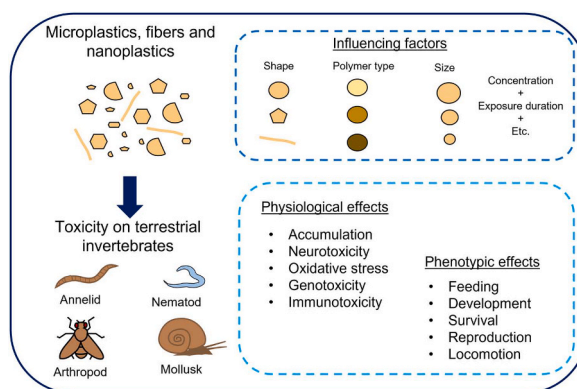 Microplastics, fibers and
nanoplastics
Influencing factors
Shape
Polymer type
Size
Concentration
+
Exposure duration
+
Etc.
Toxicity on terrestrial
invertebrates
Annelid
Nematod
Arthropod
Mollusk
Physiological effects
• Accumulation
• Neurotoxicity
• Oxidative stress
• Genotoxicity
• Immunotoxicity
Phenotypic effects
• Feeding
• Development
• Survival
• Reproduction
• Locomotion